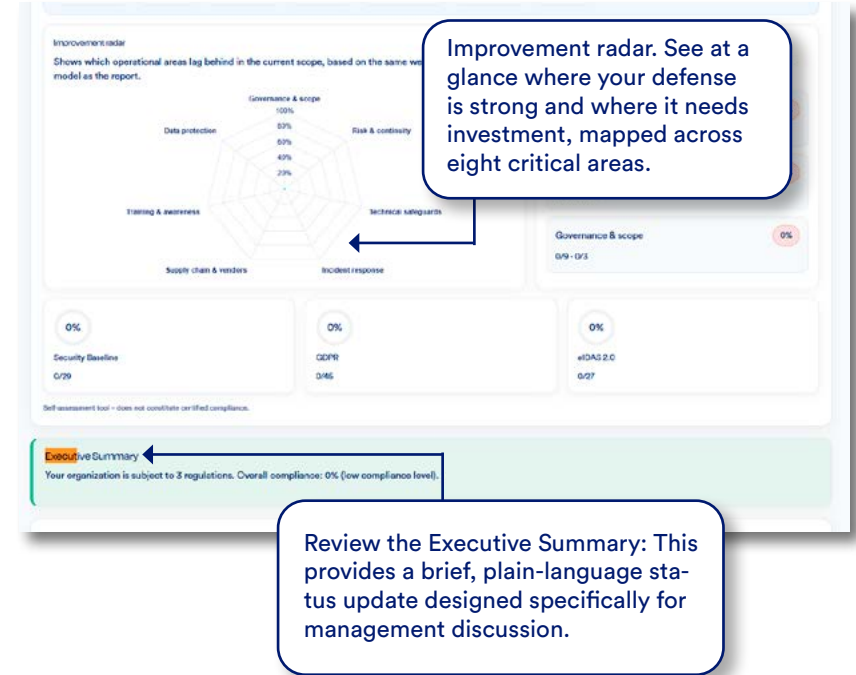 Improvement radar
Shows which operational areas lag behind in the current scope, based on the same we
model as the report.
Governance & scope
100%
80%
60%
40%
20%
Data protection
Risk & continuity
Training & awareness
Technical safeguards
Supply chain & vendors
Incident response
Improvement radar. See at a
glance where your defense
is strong and where it needs
investment, mapped across
eight critical areas.
Governance & scope
0%
0/9 - 0/3
0%
Security Baseline
0/29
0%
GDPR
0/46
0%
eIDAS 2.0
0/27
Self-assessment tool – does not constitute certified compliance.
Executive Summary
Your organization is subject to 3 regulations. Overall compliance: 0% (low compliance level).
Review the Executive Summary: This
provides a brief, plain-language sta-
tus update designed specifically for
management discussion.